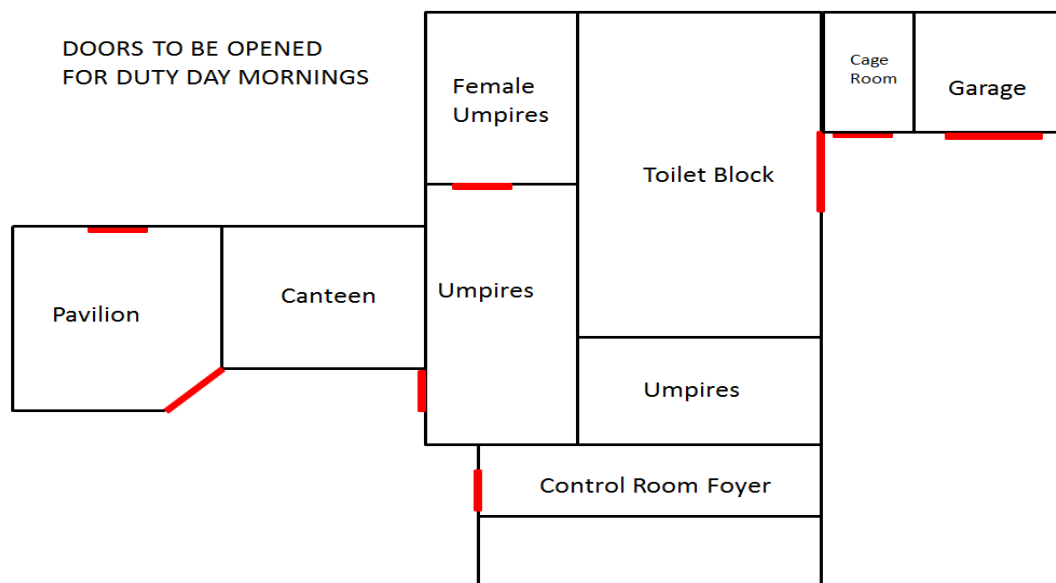 DOORS TO BE OPENED
FOR DUTY DAY MORNINGS
Female
Umpires
Cage
Room
Garage
Toilet Block
Pavilion
Canteen
Umpires
Umpires
Control Room Foyer